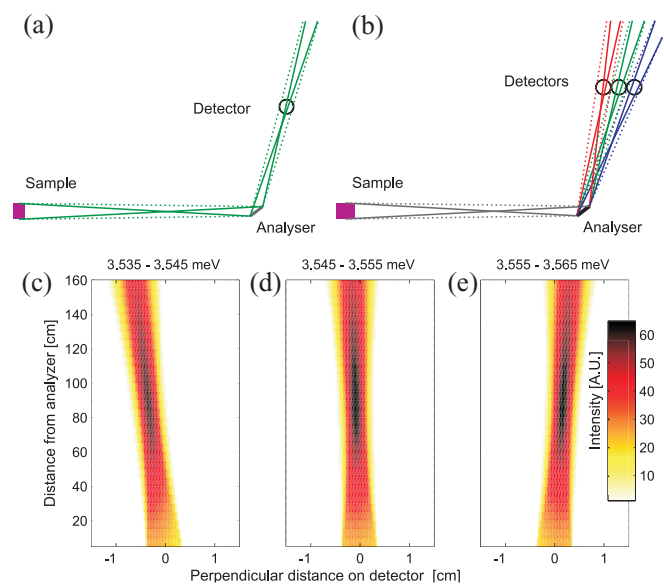 (a)
(b)
Detector
Detectors
Sample
Sample
Analyser
Analyser
3.535 - 3.545 meV
3.545 - 3.555 meV
3.555 - 3.565 meV
(c)
(d)
(e)
160
140
120
100
80
60
40
20
Distance from analyzer [cm]
-1
0
1
-1
0
1
-1
0
1
Perpendicular distance on detector [cm]
60
50
40
30
20
10
Intensity [A.U.]